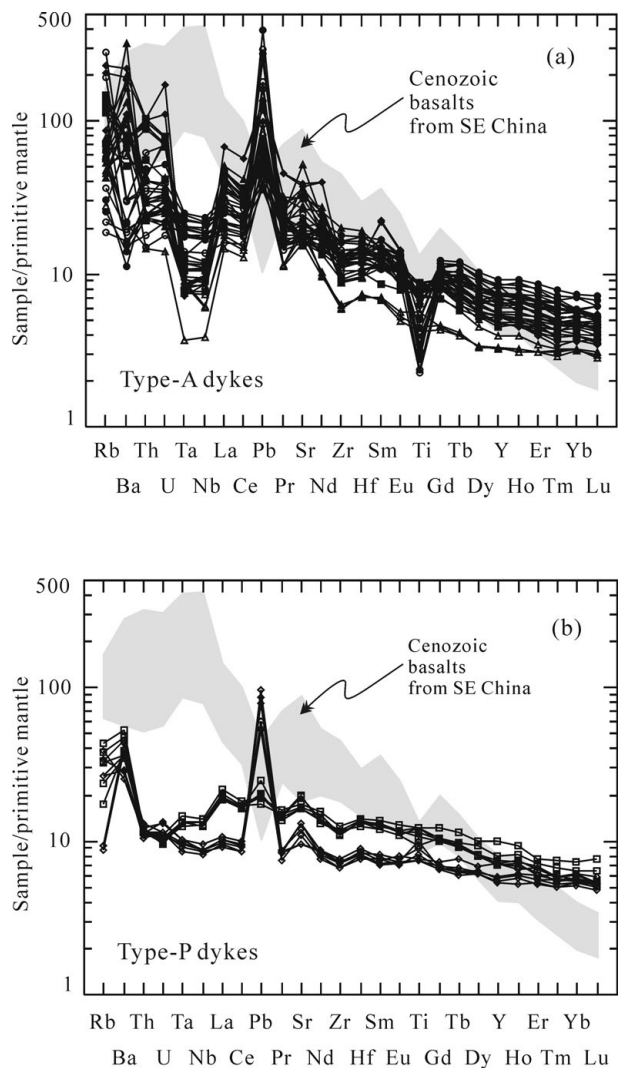 500
(a)
Cenozoic
basalts
from SE China
100
Sample/primitive mantle
10
Type-A dykes
1
Rb Th Ta La Pb Sr Zr Sm Ti Tb Y Er Yb
Ba U Nb Ce Pr Nd Hf Eu Gd Dy Ho Tm Lu
500
(b)
Cenozoic
basalts
from SE China
100
Sample/primitive mantle
10
Type-P dykes
1
Rb Th Ta La Pb Sr Zr Sm Ti Tb Y Er Yb
Ba U Nb Ce Pr Nd Hf Eu Gd Dy Ho Tm Lu